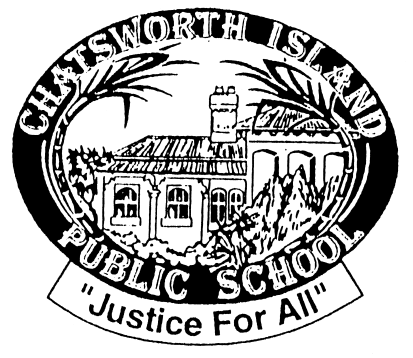 CHATSWORTH ISLAND
PUBLIC SCHOOL
"Justice For All"